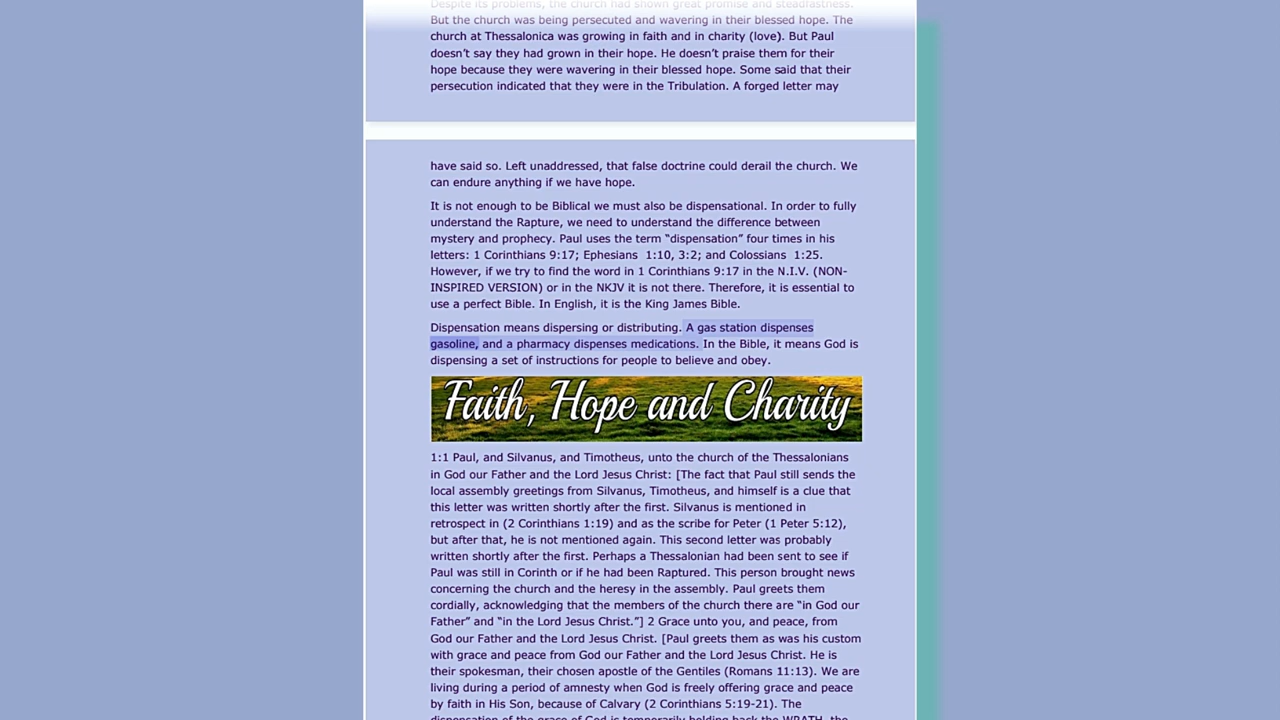 Despite its problems, the church had shown great promise and steadfastness.
But the church was being persecuted and wavering in their blessed hope. The
church at Thessalonica was growing in faith and in charity (love). But Paul
doesn’t say they had grown in their hope. He doesn’t praise them for their
hope because they were wavering in their blessed hope. Some said that their
persecution indicated that they were in the Tribulation. A forged letter may
have said so. Left unaddressed, that false doctrine could derail the church. We
can endure anything if we have hope.
It is not enough to be Biblical we must also be dispensational. In order to fully
understand the Rapture, we need to understand the difference between
mystery and prophecy. Paul uses the term “dispensation” four times in his
letters: 1 Corinthians 9:17; Ephesians 1:10, 3:2; and Colossians 1:25.
However, if we try to find the word in 1 Corinthians 9:17 in the N.I.V. (NON-
INSPIRED VERSION) or in the NKJV it is not there. Therefore, it is essential to
use a perfect Bible. In English, it is the King James Bible.
Dispensation means dispersing or distributing. A gas station dispenses
gasoline, and a pharmacy dispenses medications. In the Bible, it means God is
dispensing a set of instructions for people to believe and obey.
Faith, Hope and Charity
1:1 Paul, and Silvanus, and Timotheus, unto the church of the Thessalonians
in God our Father and the Lord Jesus Christ: [The fact that Paul still sends the
local assembly greetings from Silvanus, Timotheus, and himself is a clue that
this letter was written shortly after the first. Silvanus is mentioned in
retrospect in (2 Corinthians 1:19) and as the scribe for Peter (1 Peter 5:12),
but after that, he is not mentioned again. This second letter was probably
written shortly after the first. Perhaps a Thessalonian had been sent to see if
Paul was still in Corinth or if he had been Raptured. This person brought news
concerning the church and the heresy in the assembly. Paul greets them
cordially, acknowledging that the members of the church there are “in God our
Father” and “in the Lord Jesus Christ.”] 2 Grace unto you, and peace, from
God our Father and the Lord Jesus Christ. [Paul greets them as was his custom
with grace and peace from God our Father and the Lord Jesus Christ. He is
their spokesman, their chosen apostle of the Gentiles (Romans 11:13). We are
living during a period of amnesty when God is freely offering grace and peace
by faith in His Son, because of Calvary (2 Corinthians 5:19-21). The
dispensation of the grace of God is temporarily holding back the WRATH, the